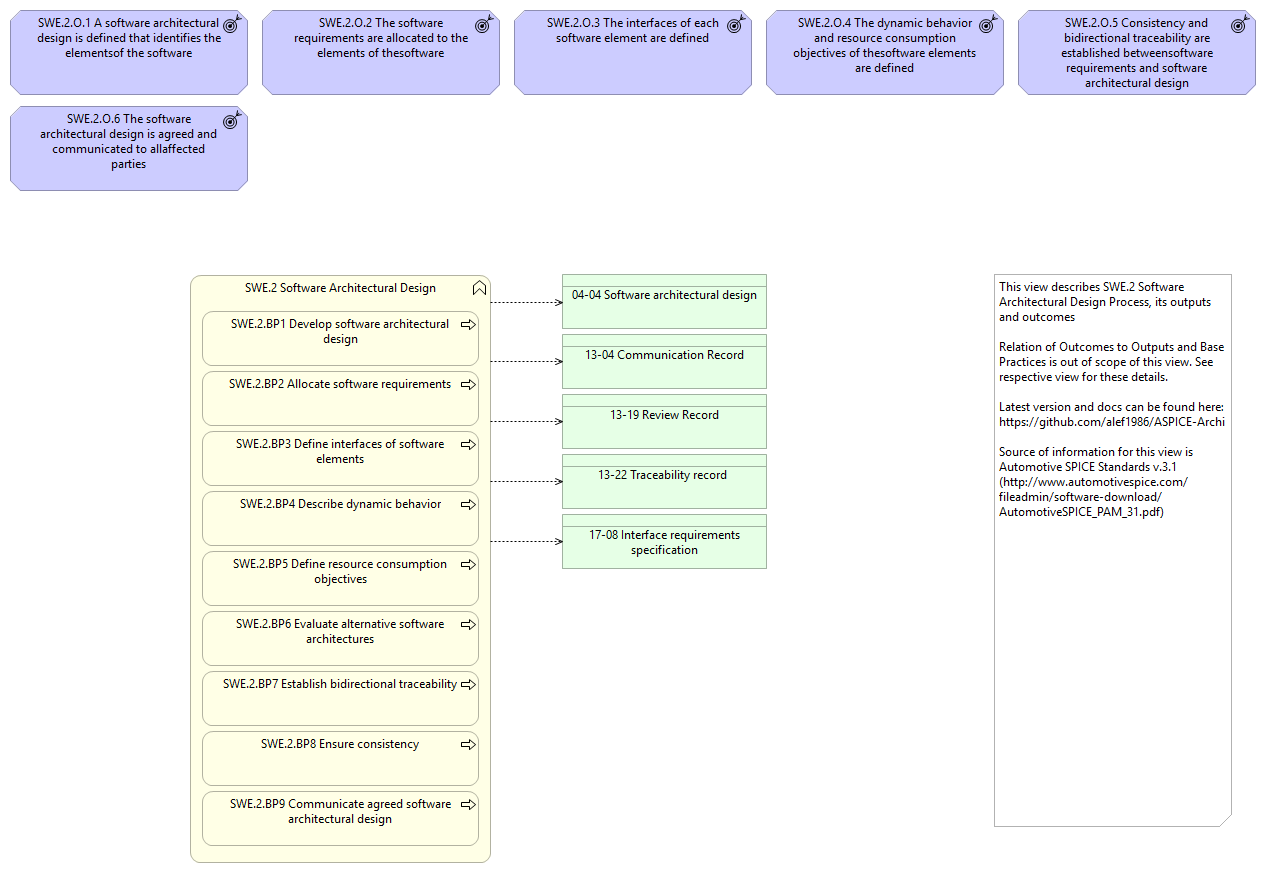 SWE.2.O.1 A software architectural
design is defined that identifies the
elementsof the software
SWE.2.O.2 The software
requirements are allocated to the
elements of thesoftware
SWE.2.O.3 The interfaces of each
software element are defined
SWE.2.O.4 The dynamic behavior
and resource consumption
objectives of thesoftware elements
are defined
SWE.2.O.5 Consistency and
bidirectional traceability are
established betweensoftware
requirements and software
architectural design
SWE.2.O.6 The software
architectural design is agreed and
communicated to allaffected
parties
SWE.2 Software Architectural Design
SWE.2.BP1 Develop software architectural
design
SWE.2.BP2 Allocate software requirements
SWE.2.BP3 Define interfaces of software
elements
SWE.2.BP4 Describe dynamic behavior
SWE.2.BP5 Define resource consumption
objectives
SWE.2.BP6 Evaluate alternative software
architectures
SWE.2.BP7 Establish bidirectional traceability
SWE.2.BP8 Ensure consistency
SWE.2.BP9 Communicate agreed software
architectural design
04-04 Software architectural design
13-04 Communication Record
13-19 Review Record
13-22 Traceability record
17-08 Interface requirements
specification
This view describes SWE.2 Software
Architectural Design Process, its outputs
and outcomes
Relation of Outcomes to Outputs and Base
Practices is out of scope of this view. See
respective view for these details.
Latest version and docs can be found here:
https://github.com/alef1986/ASPICE-Archi
Source of information for this view is
Automotive SPICE Standards v.3.1
(http://www.automotivespice.com/
fileadmin/software-download/
AutomotiveSPICE_PAM_31.pdf)